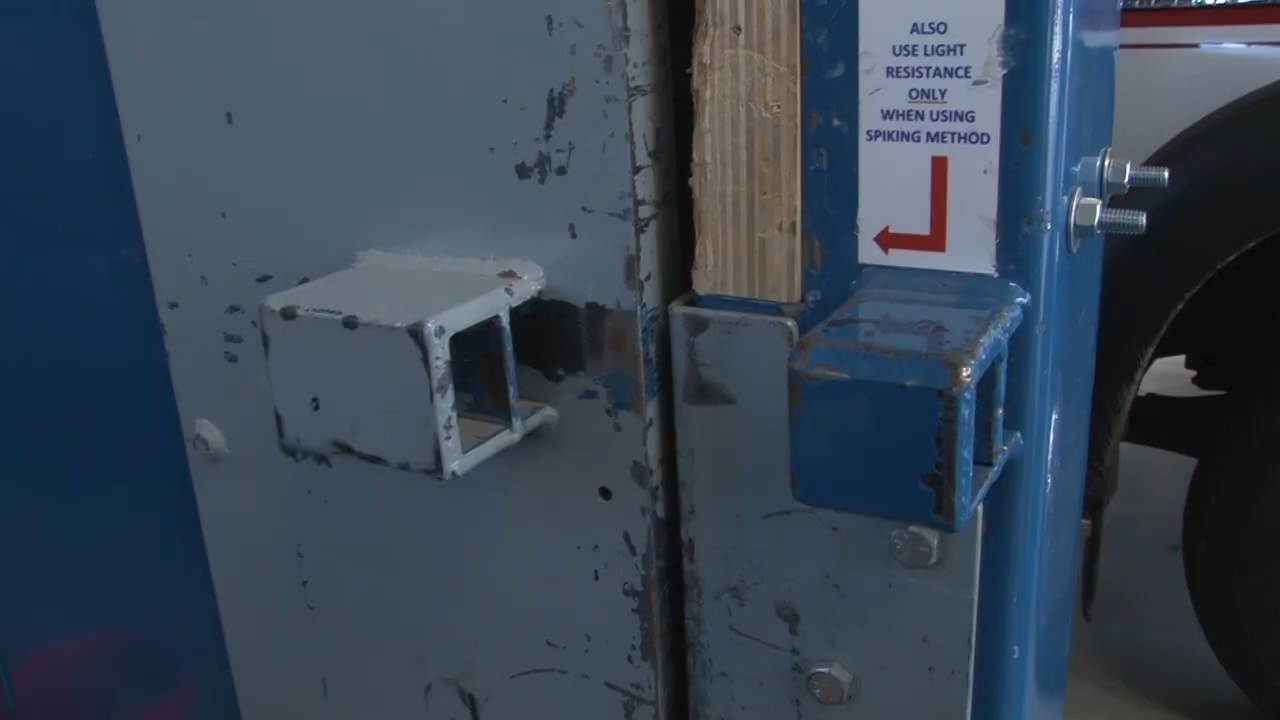 ALSO
USE LIGHT
RESISTANCE
ONLY
WHEN USING
SPIKING METHOD